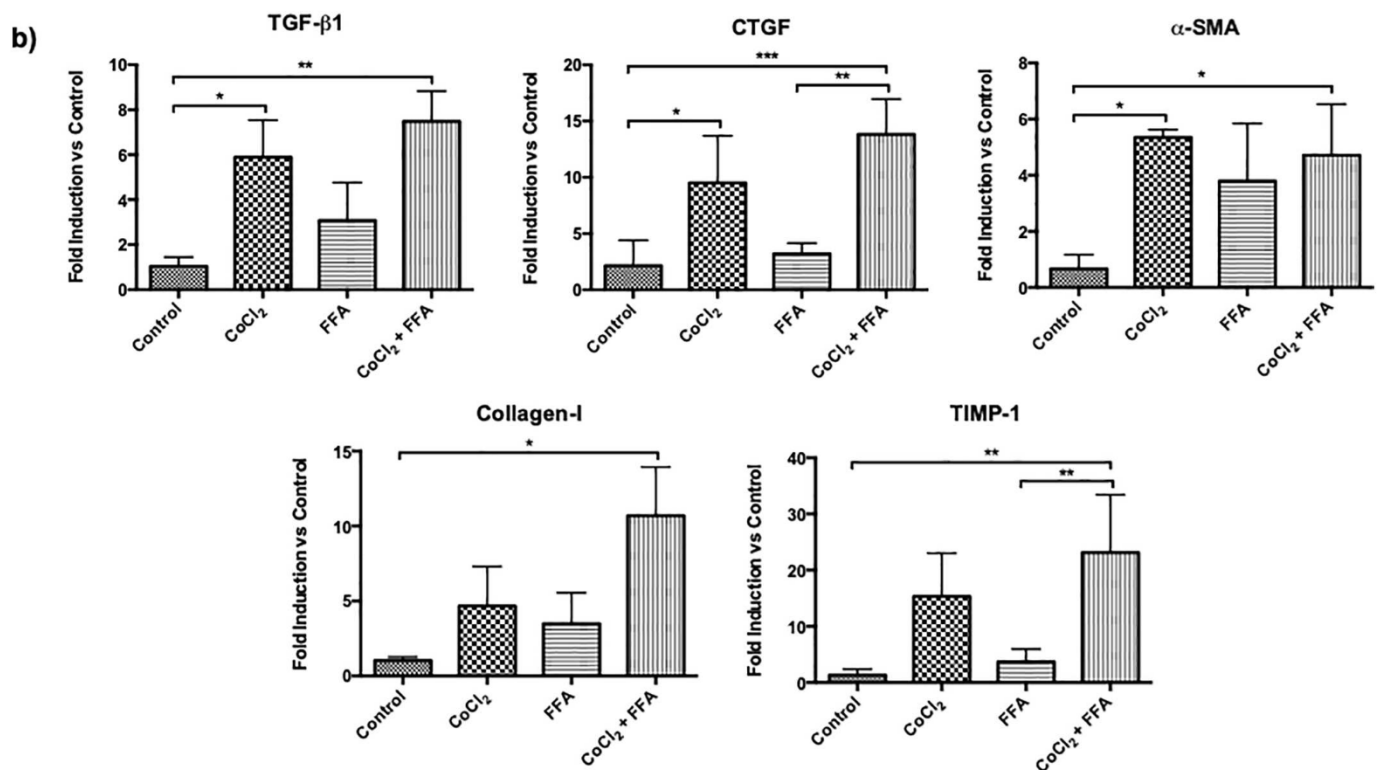 b)
TGF-β1
Fold Induction vs Control
10
8
6
4
2
0
**
*
Control
CoCl₂
FFA
CoCl₂ + FFA
CTGF
Fold Induction vs Control
20
15
10
5
0
***
**
*
Control
CoCl₂
FFA
CoCl₂ + FFA
α-SMA
Fold Induction vs Control
8
6
4
2
0
*
*
Control
CoCl₂
FFA
CoCl₂ + FFA
Collagen-I
Fold Induction vs Control
15
10
5
0
*
Control
CoCl₂
FFA
CoCl₂ + FFA
TIMP-1
Fold Induction vs Control
40
30
20
10
0
**
**
Control
CoCl₂
FFA
CoCl₂ + FFA